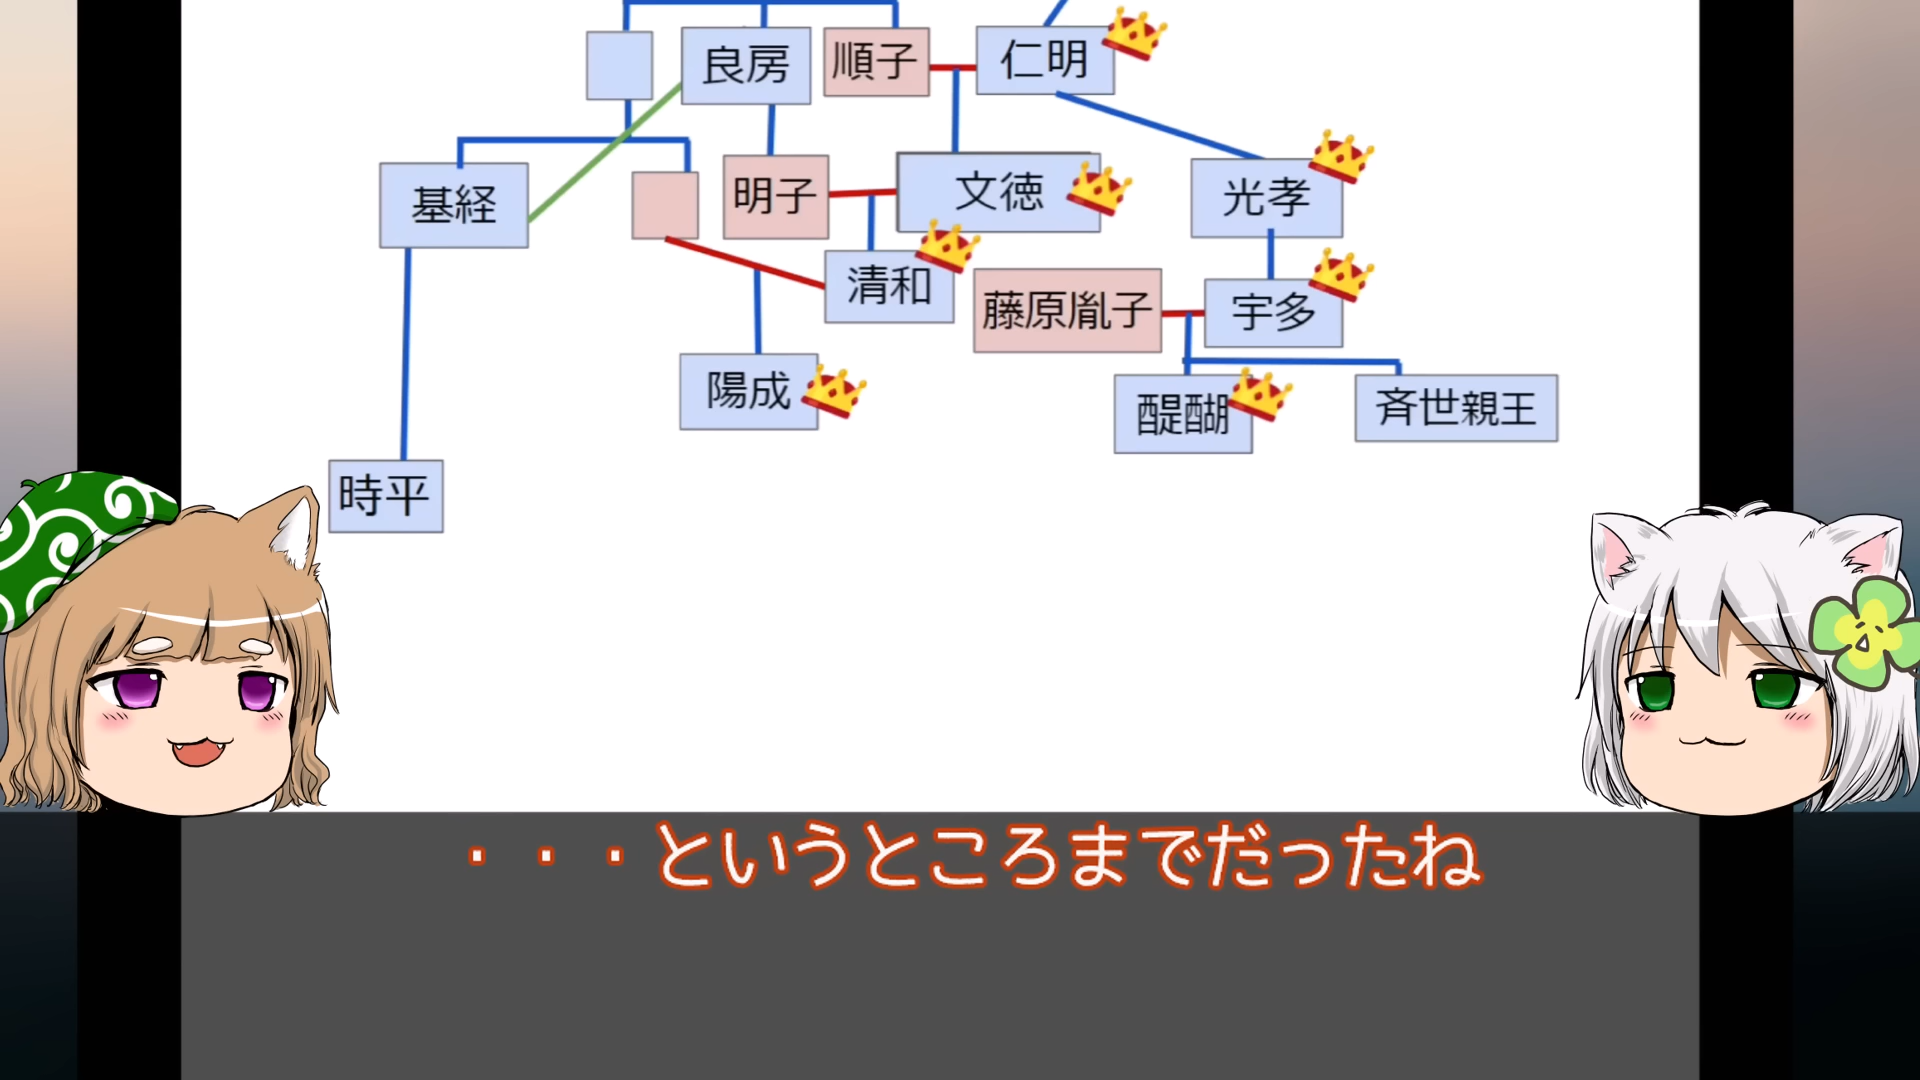 良房
順子
仁明
基経
明子
文徳
光孝
清和
藤原胤子
宇多
陽成
醍醐
斉世親王
時平
・・・というところまでだったね